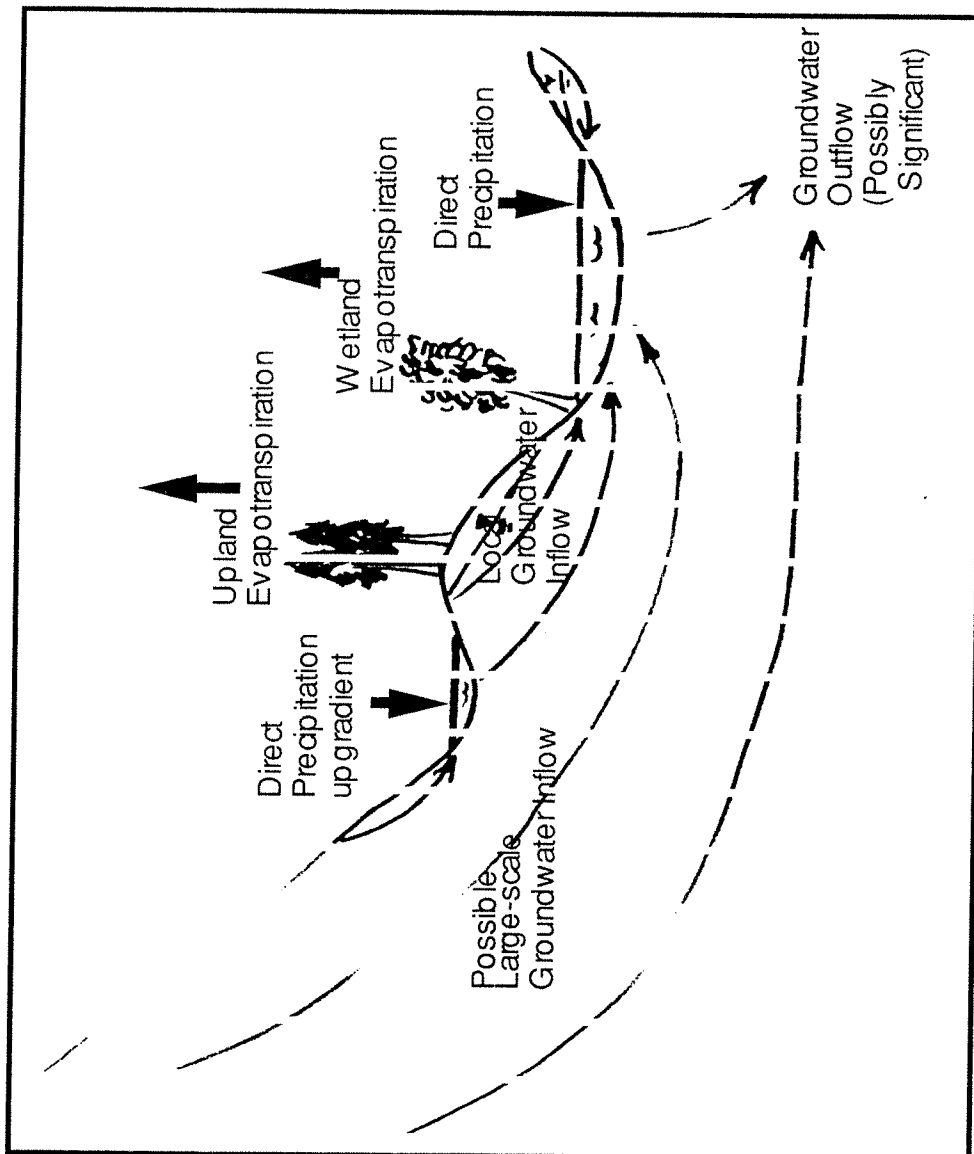 Upland
Evapotranspiration
Wetland
Evapotranspiration
Direct
Precipitation
upgradient
Direct
Precipitation
Local
Groundwater
Inflow
Possible
Large-scale
Groundwater Inflow
Groundwater
Outflow
(Possibly
Significant)